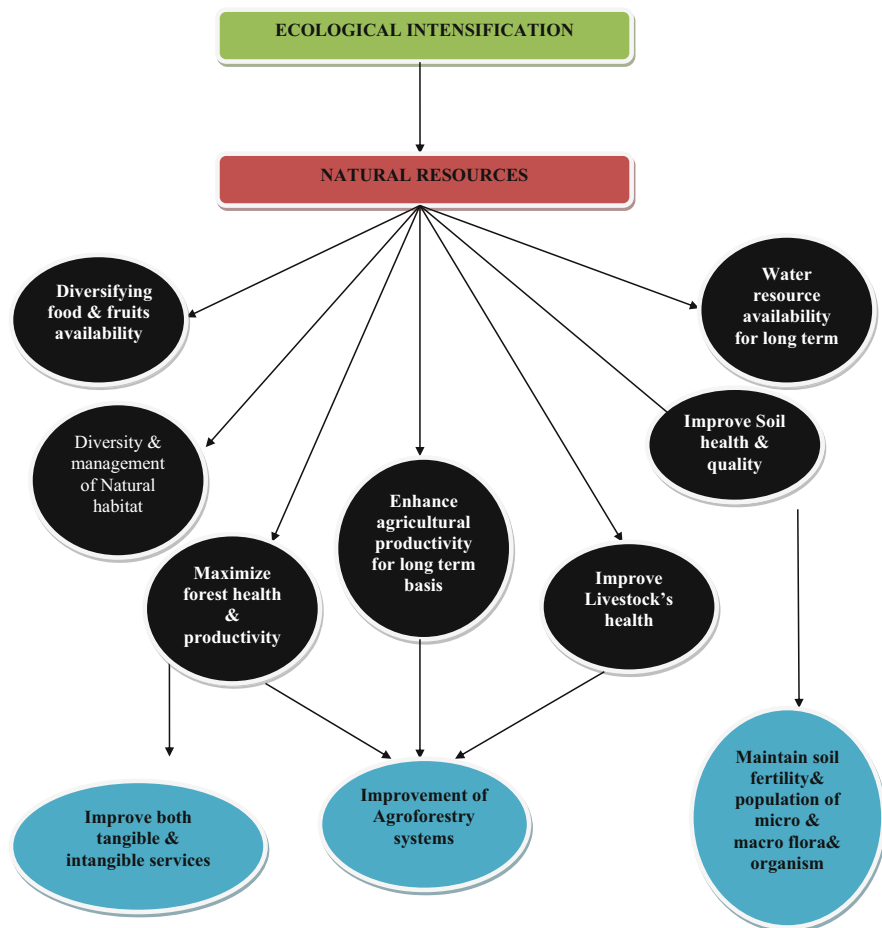 ECOLOGICAL INTENSIFICATION
NATURAL RESOURCES
Diversifying
food & fruits
availability
Water
resource
availability
for long term
Diversity &
management
of Natural
habitat
Improve Soil
health &
quality
Maximize
forest health
&
productivity
Enhance
agricultural
productivity
for long term
basis
Improve
Livestock’s
health
Improve both
tangible &
intangible services
Improvement of
Agroforestry
systems
Maintain soil
fertility&
population of
micro &
macro flora&
organism